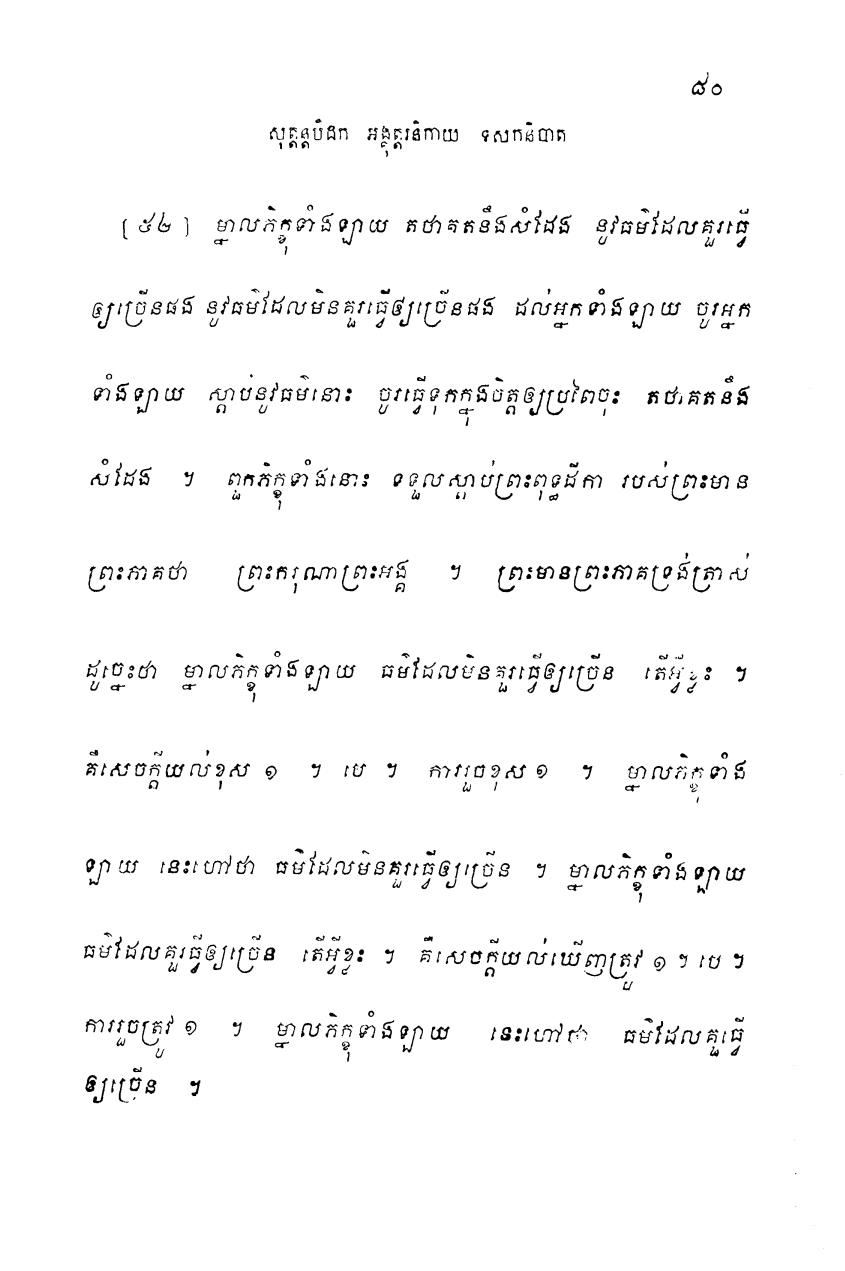 ៨០
សុត្តន្តបិដក អង្គុត្តរនិកាយ ទសកនិបាត
[៥២] ម្នាលភិក្ខុទាំងឡាយ តថាគតនឹងសំដែង នូវធម៌ដែលគួរធ្វើ
ឲ្យច្រើនផង នូវធម៌ដែលមិនគួរធ្វើឲ្យច្រើនផង ដល់អ្នកទាំងឡាយ ចូរអ្នក
ទាំងឡាយ ស្តាប់នូវធម៌នោះ ចូរធ្វើទុកក្នុងចិត្តឲ្យប្រពៃចុះ តថាគតនឹង
សំដែង ។ ពួកភិក្ខុទាំងនោះ ទទួលស្តាប់ព្រះពុទ្ធដីកា របស់ព្រះមាន
ព្រះភាគថា ព្រះករុណាព្រះអង្គ ។ ព្រះមានព្រះភាគទ្រង់ត្រាស់
ដូច្នេះថា ម្នាលភិក្ខុទាំងឡាយ ធម៌ដែលមិនគួរធ្វើឲ្យច្រើន តើអ្វីខ្លះ ។
គឺសេចក្តីយល់ខុស ១ ។ បេ ។ ការរួចខុស ១ ។ ម្នាលភិក្ខុទាំង
ឡាយ នេះហៅថា ធម៌ដែលមិនគួរធ្វើឲ្យច្រើន ។ ម្នាលភិក្ខុទាំងឡាយ
ធម៌ដែលគួរធ្វើឲ្យច្រើន តើអ្វីខ្លះ ។ គឺសេចក្តីយល់ឃើញត្រូវ ១ ។ បេ ។
ការរួចត្រូវ ១ ។ ម្នាលភិក្ខុទាំងឡាយ នេះហៅថា ធម៌ដែលគួរធ្វើ
ឲ្យច្រើន ។